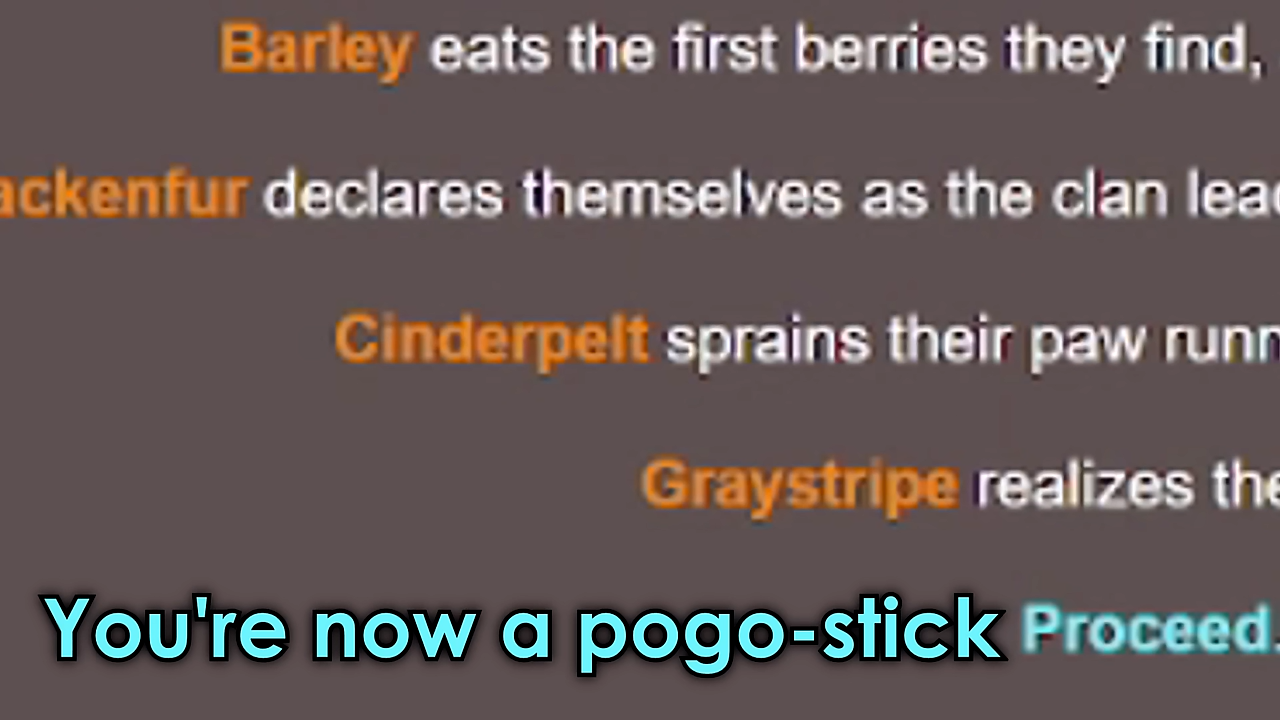 Barley eats the first berries they find,
ackenfur declares themselves as the clan lea
Cinderpelt sprains their paw runn
Graystripe realizes the
You're now a pogo-stick Proceed.